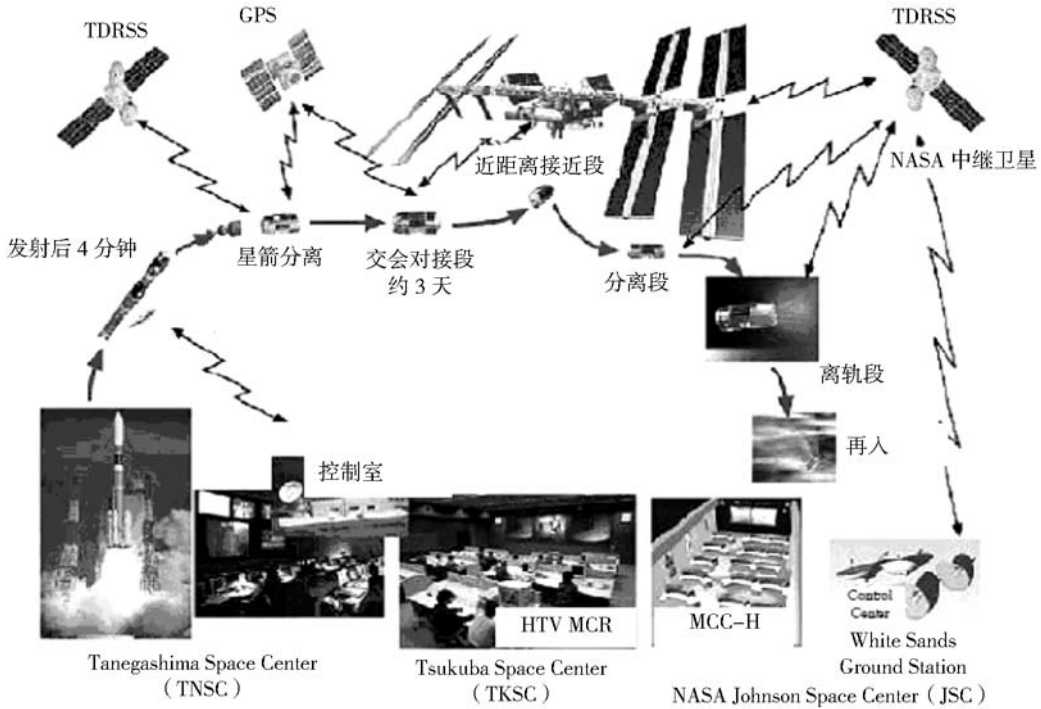 GPS
TDRSS
TDRSS
近距离接近段
NASA 中继卫星
发射后 4 分钟
星箭分离
交会对接段
约 3 天
分离段
离轨段
再入
控制室
Control
Center
HTV MCR
MCC-H
White Sands
Ground Station
Tanegashima Space Center
（TNSC）
Tsukuba Space Center
（TKSC）
NASA Johnson Space Center（JSC）